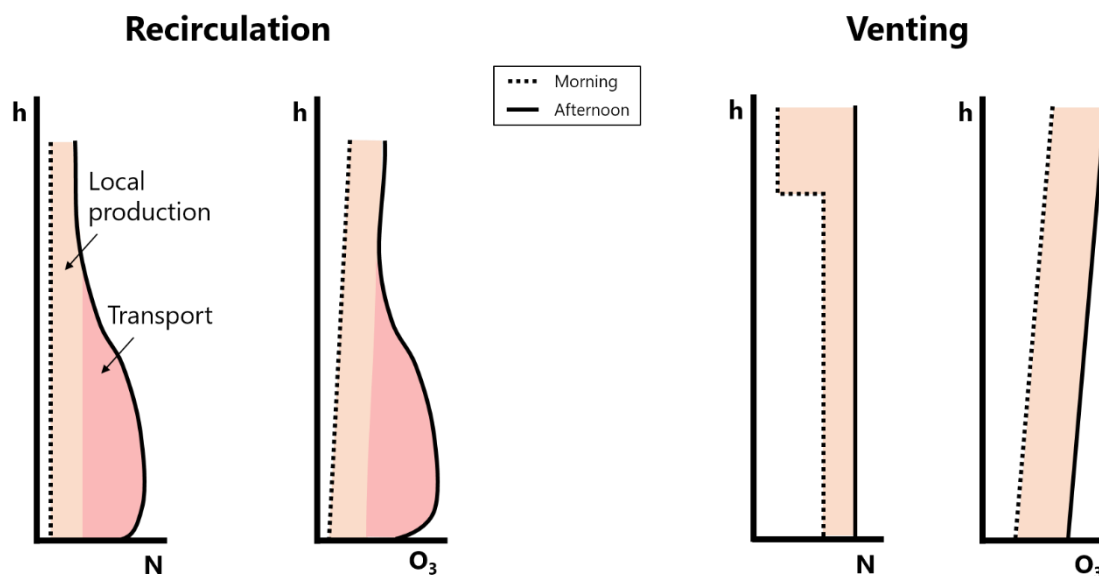 Recirculation
Venting
Morning
Afternoon
h
h
h
h
Local
production
Transport
N
O₃
N
O₃